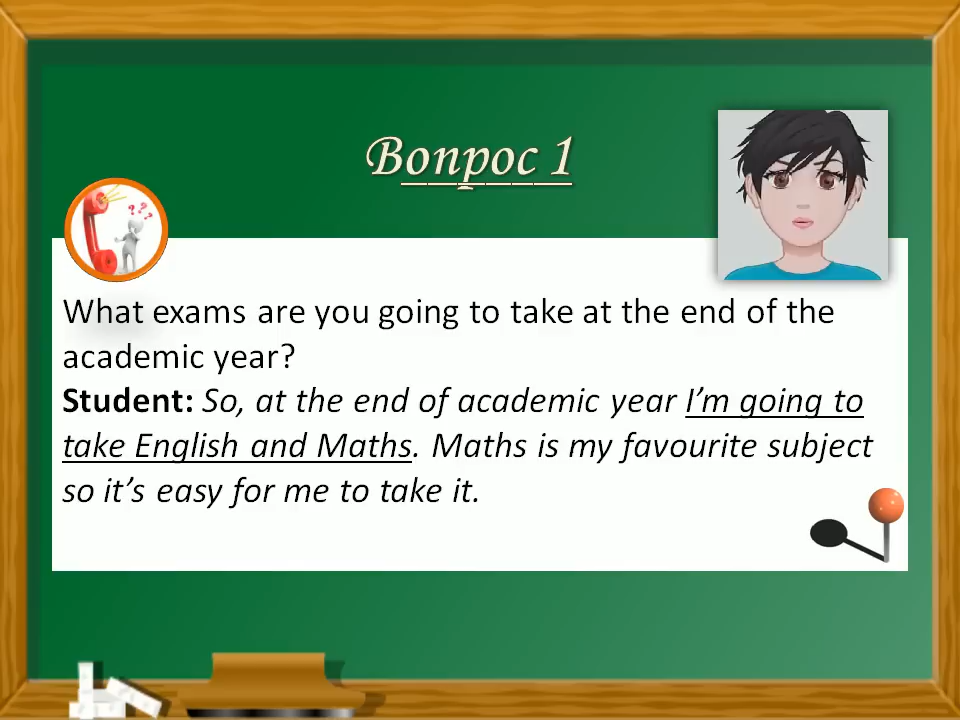 Вопрос 1
What exams are you going to take at the end of the
academic year?
Student: So, at the end of academic year I’m going to
take English and Maths. Maths is my favourite subject
so it’s easy for me to take it.